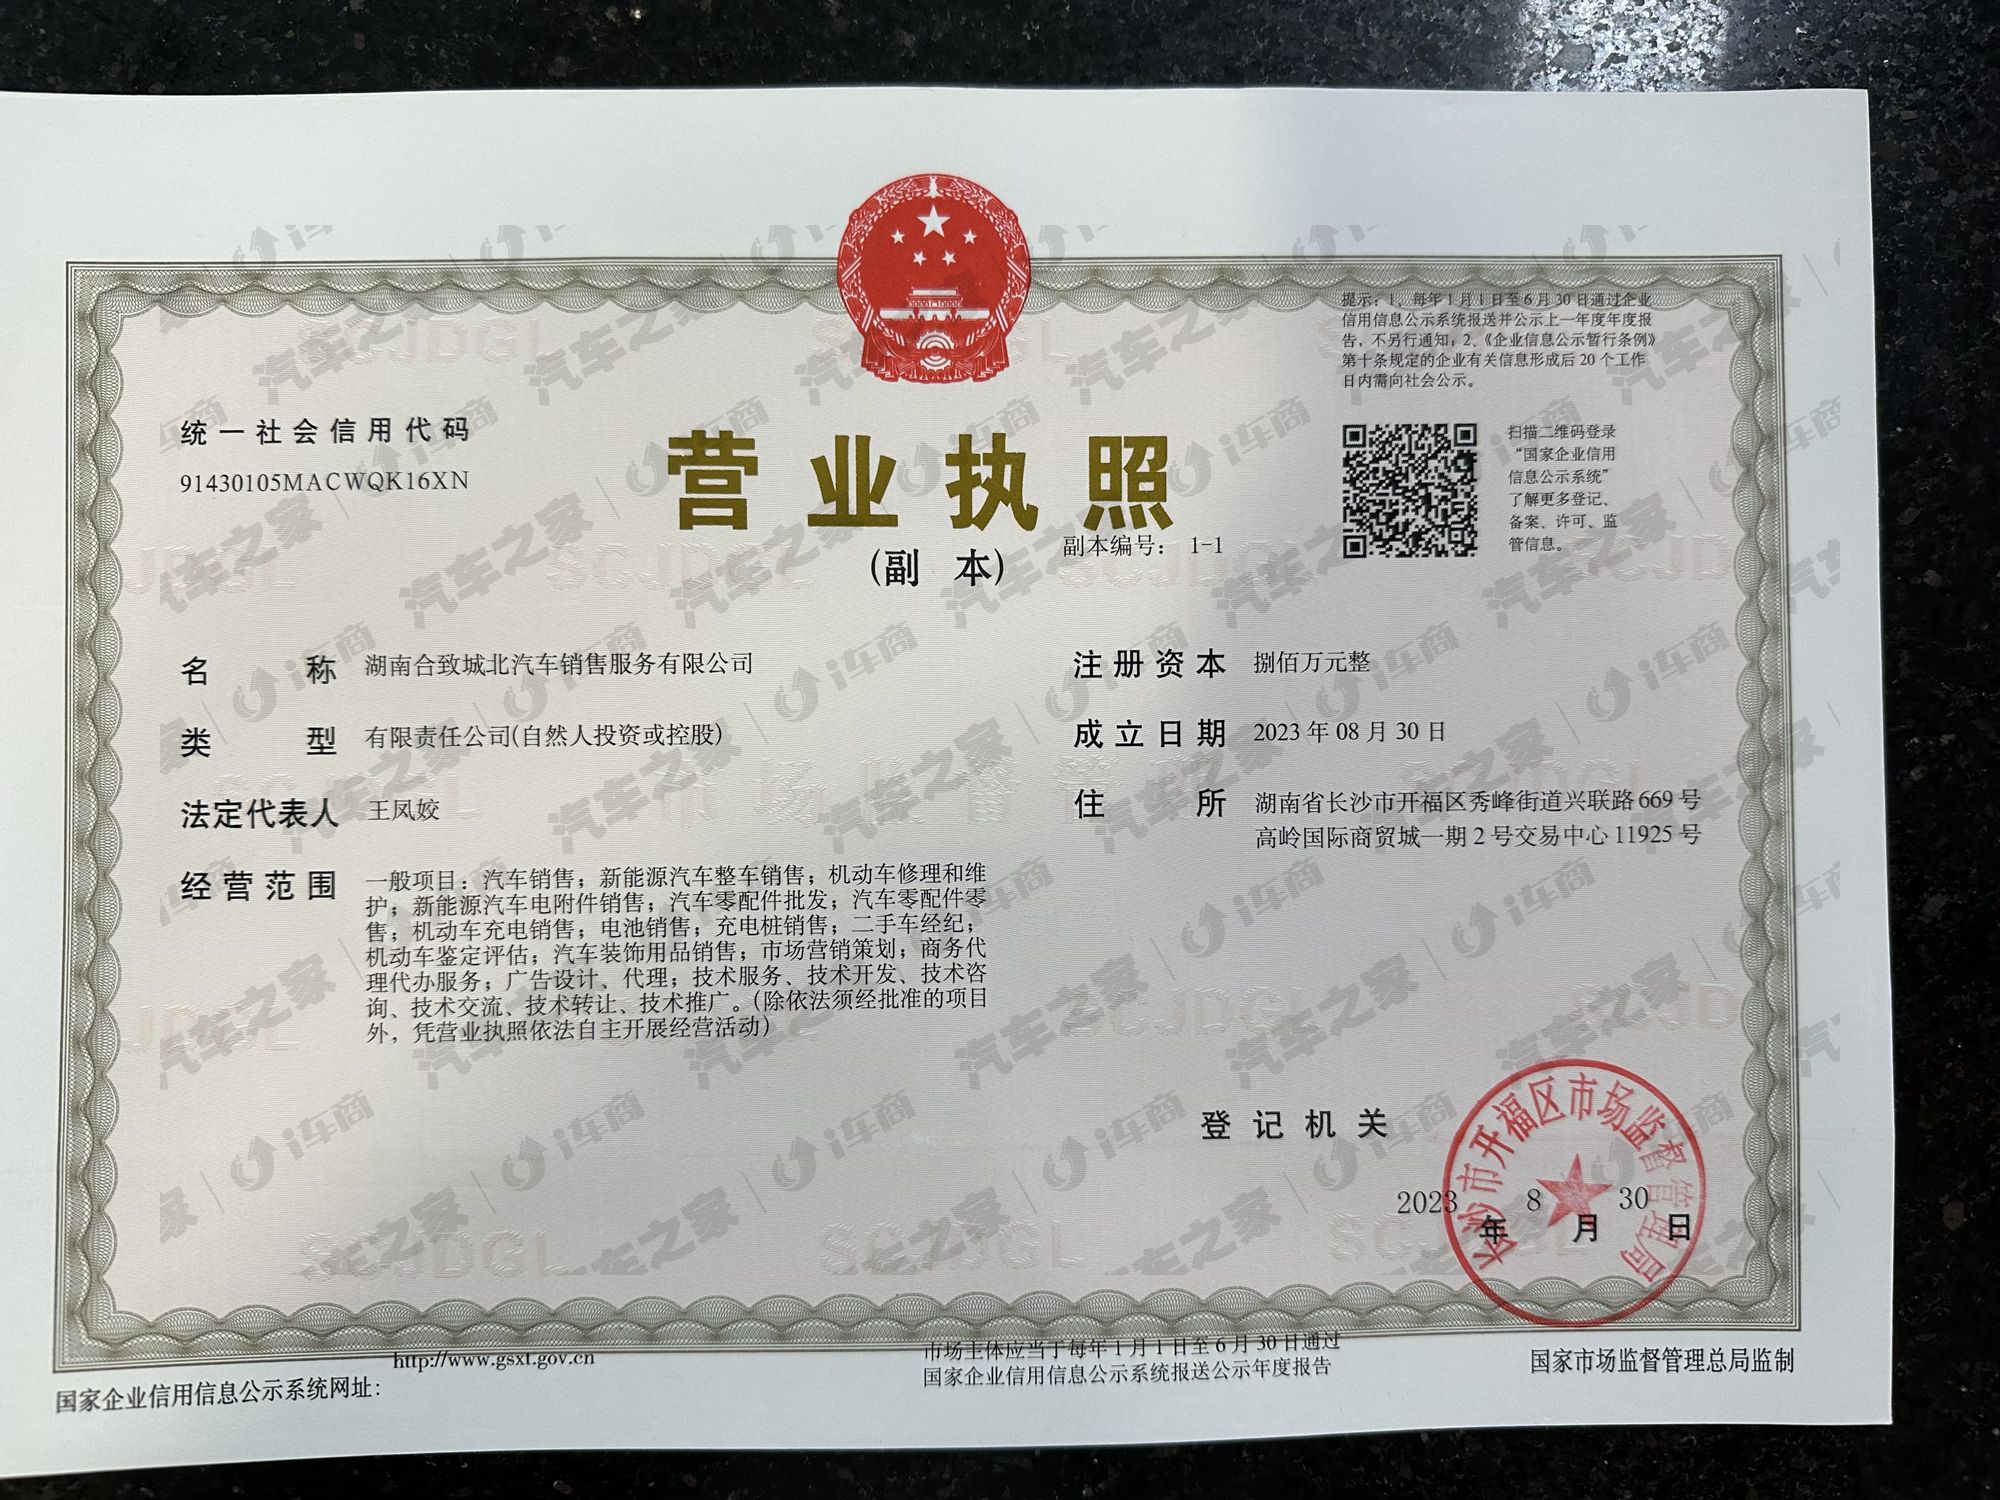 提示：1、每年1月1日至6月30日通过企业
信用信息公示系统报送并公示上一年度年度报
告，不另行通知；2、《企业信息公示暂行条例》
第十条规定的企业有关信息形成后20个工作
日内需向社会公示。
统一社会信用代码
91430105MACWQK16XN
营业执照
(副 本)
副本编号： 1-1
扫描二维码登录
“国家企业信用
信息公示系统”
了解更多登记、
备案、许可、监
管信息。
名 称 湖南合致城北汽车销售服务有限公司
类 型 有限责任公司(自然人投资或控股)
法定代表人 王凤姣
经营范围 一般项目：汽车销售；新能源汽车整车销售；机动车修理和维
护；新能源汽车电附件销售；汽车零配件批发；汽车零配件零
售；机动车充电销售；电池销售；充电桩销售；二手车经纪；
机动车鉴定评估；汽车装饰用品销售；市场营销策划；商务代
理代办服务；广告设计、代理；技术服务、技术开发、技术咨
询、技术交流、技术转让、技术推广。（除依法须经批准的项目
外，凭营业执照依法自主开展经营活动）
注册资本 捌佰万元整
成立日期 2023年08月30日
住 所 湖南省长沙市开福区秀峰街道兴联路669号
高岭国际商贸城一期2号交易中心11925号
登记机关
长沙市开福区市场监督管理局
2023年8月30日
国家企业信用信息公示系统网址：
http://www.gsxt.gov.cn
市场主体应当于每年1月1日至6月30日通过
国家企业信用信息公示系统报送公示年度报告
国家市场监督管理总局监制
汽车之家 | i车商
SCJDGL